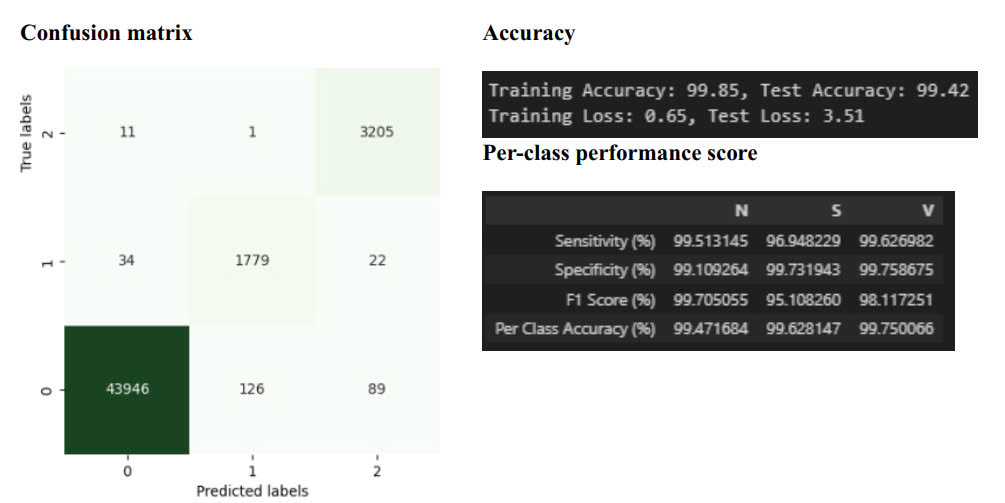 Confusion matrix
True labels
2
11 1 3205
1
34 1779 22
0
43946 126 89
0 1 2
Predicted labels
Accuracy
Training Accuracy: 99.85, Test Accuracy: 99.42
Training Loss: 0.65, Test Loss: 3.51
Per-class performance score
N S V
Sensitivity (%) 99.513145 96.948229 99.626982
Specificity (%) 99.109264 99.731943 99.758675
F1 Score (%) 99.705055 95.108260 98.117251
Per Class Accuracy (%) 99.471684 99.628147 99.750066